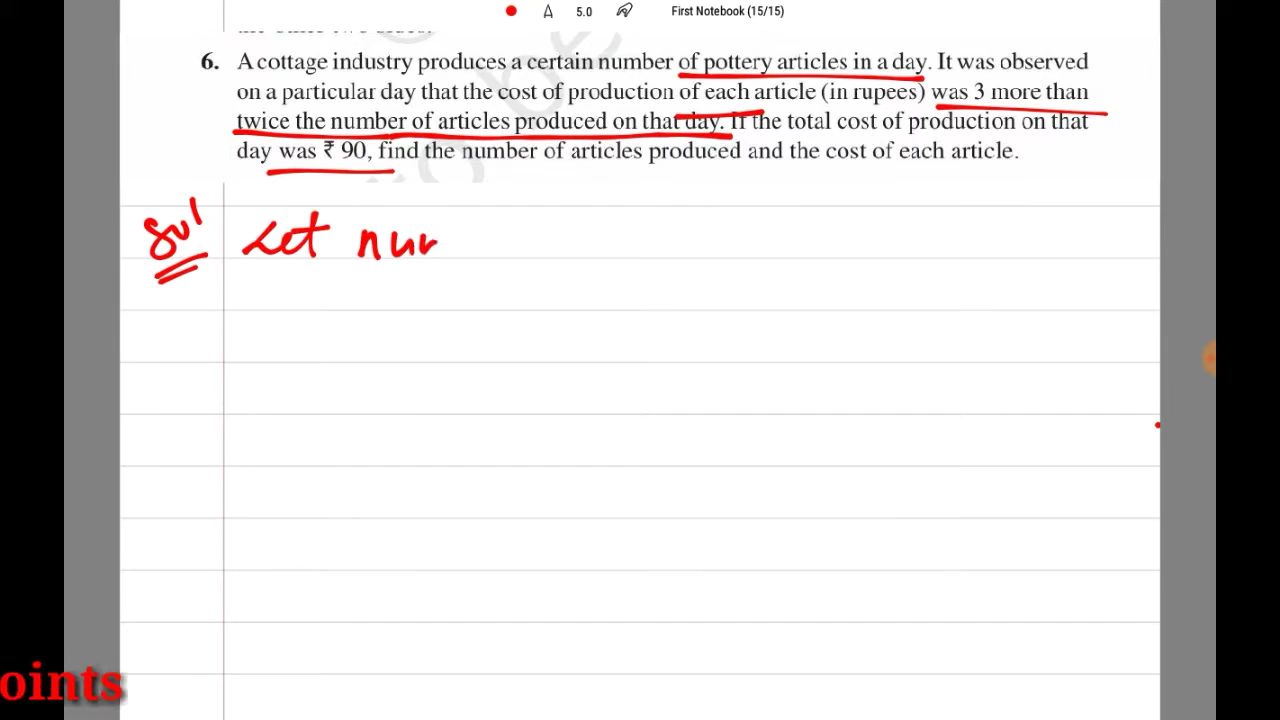 5.0 First Notebook (15/15)
6. A cottage industry produces a certain number of pottery articles in a day. It was observed
on a particular day that the cost of production of each article (in rupees) was 3 more than
twice the number of articles produced on that day. If the total cost of production on that
day was ₹ 90, find the number of articles produced and the cost of each article.
Sol Let num
oints